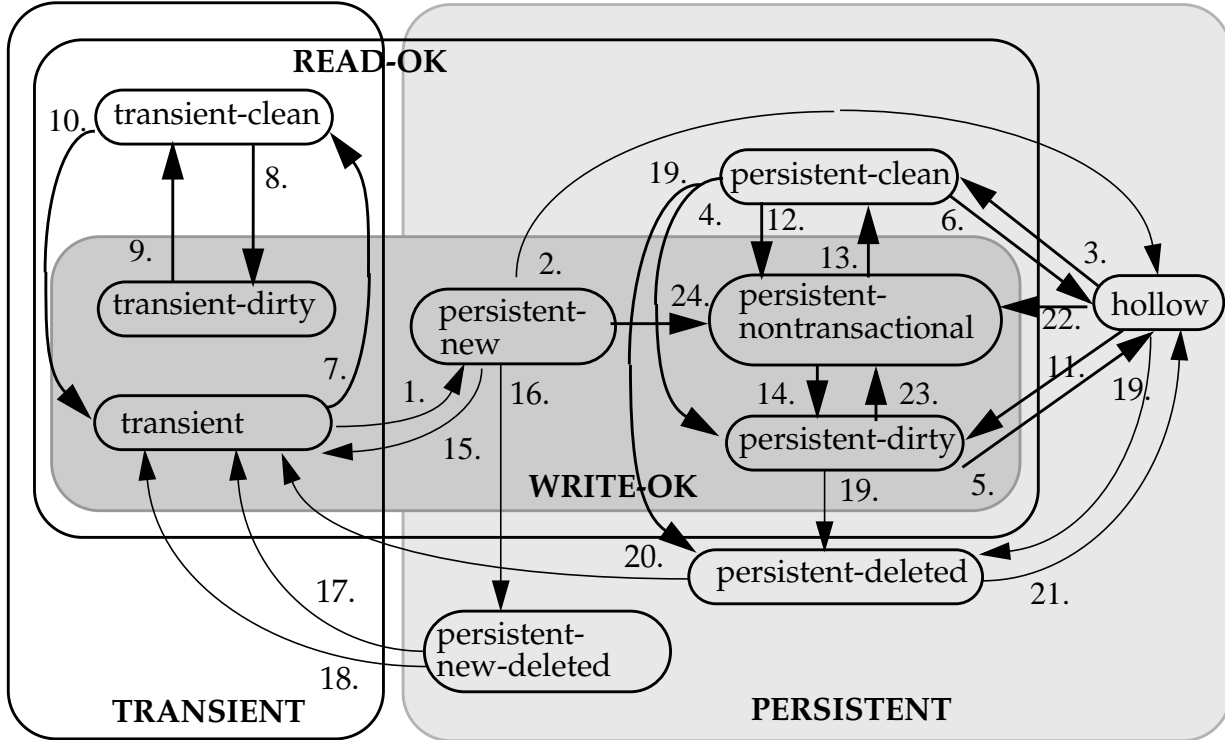 READ-OK
10.
transient-clean
8.
9.
transient-dirty
7.
transient
1.
2.
persistent-
new
24.
15.
16.
19.
persistent-clean
4.
12.
13.
6.
3.
persistent-
nontransactional
22.
hollow
14.
23.
11.
19.
persistent-dirty
WRITE-OK
19.
5.
20.
persistent-deleted
21.
17.
persistent-
new-deleted
18.
TRANSIENT
PERSISTENT